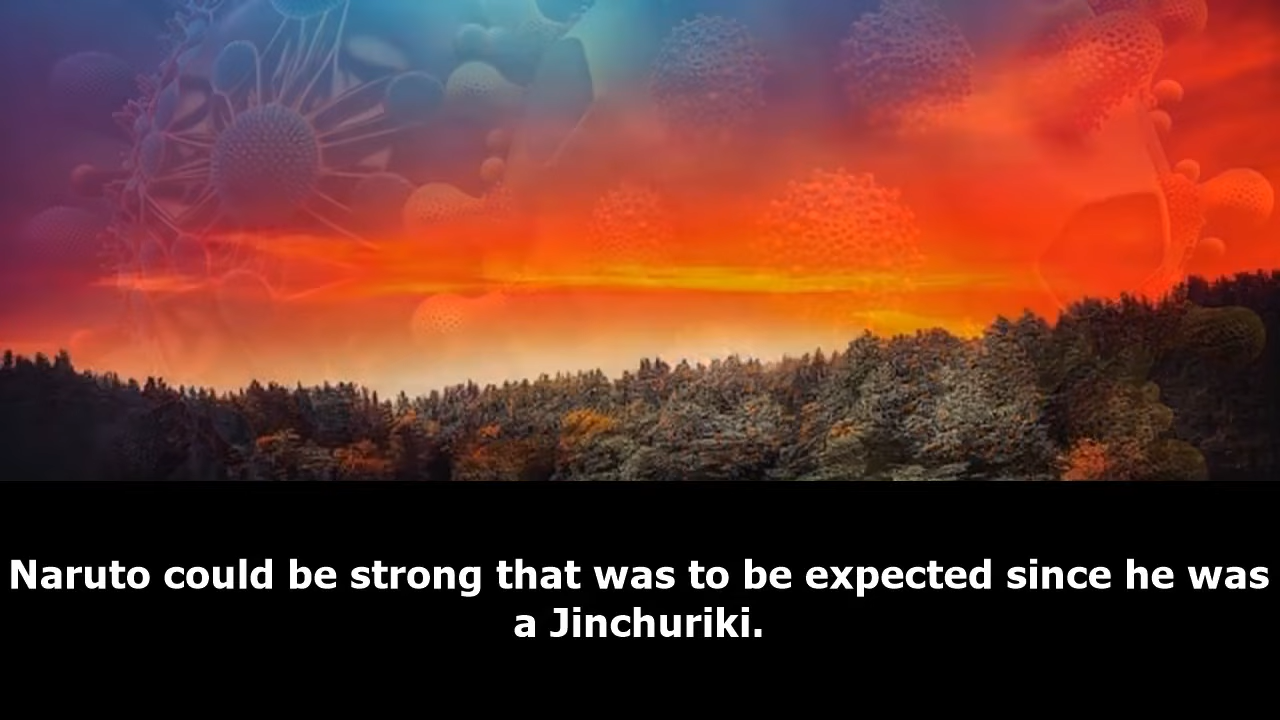 Naruto could be strong that was to be expected since he was
a Jinchuriki.